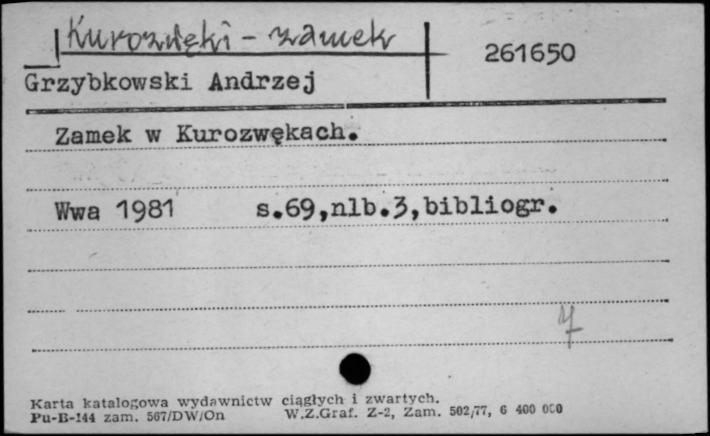 Kurozwęki - zamek
261650
Grzybkowski Andrzej
Zamek w Kurozwękach.
Wwa 1981 s.69,nlb.3,bibliogr.
Karta katalogowa wydawnictw ciągłych i zwartych.
Pu-B-144 zam. 567/DW/On W.Z.Graf. Z-2, Zam. 502/77, 6 400 000